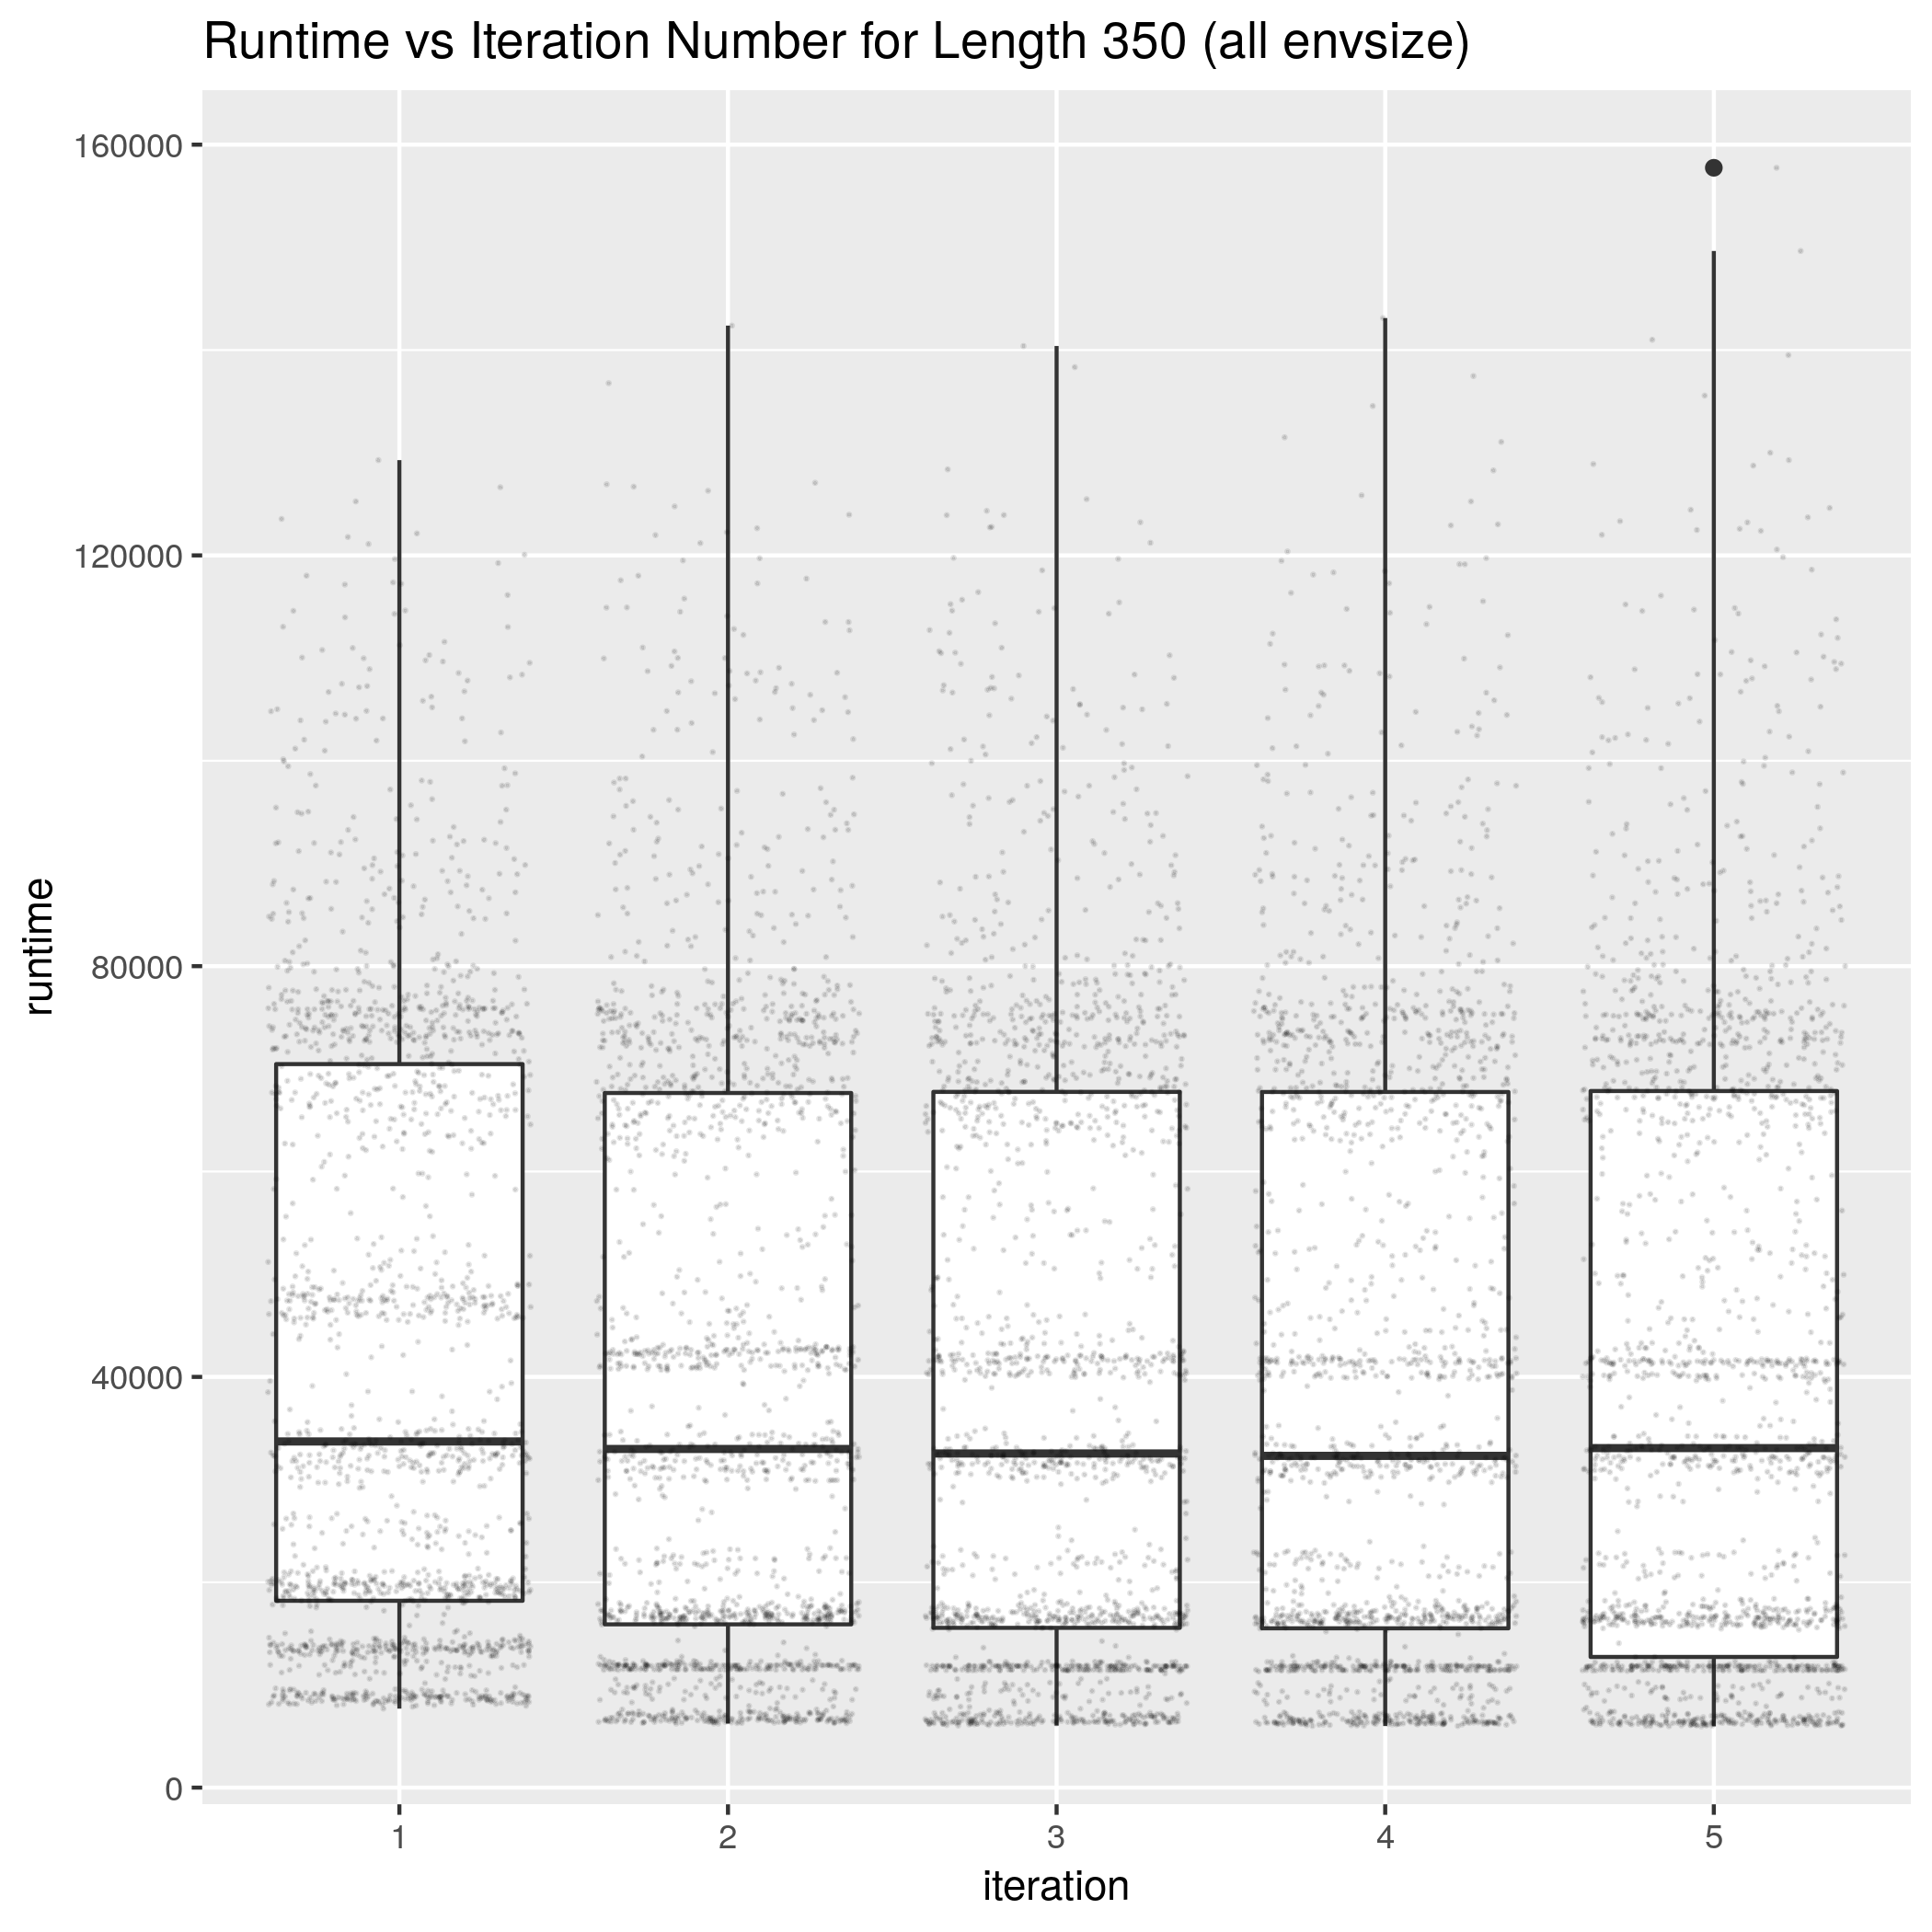 Runtime vs Iteration Number for Length 350 (all envsize)
160000
120000
80000
40000
0
runtime
1 2 3 4 5
iteration